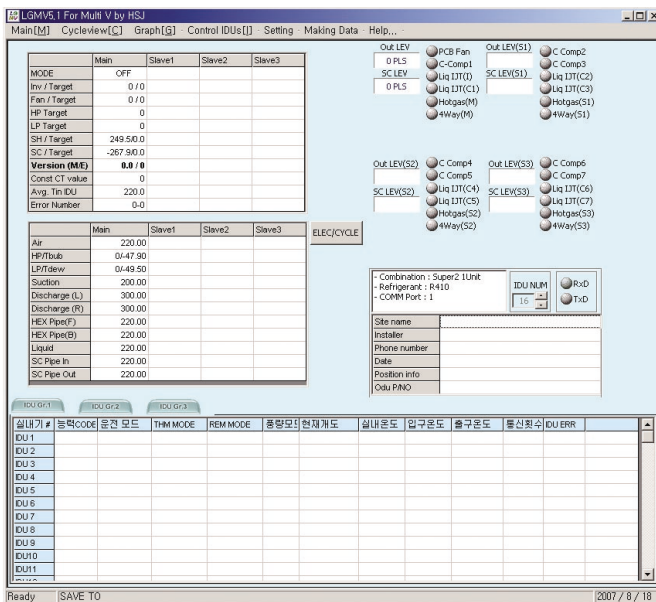 LGMV5.1 For Multi V by HSJ
Main[M] Cycleview[C] Graph[G] Control IDUs[I] Setting Making Data Help,,,
Main Slave1 Slave2 Slave3
MODE OFF
Inv / Target 0 / 0
Fan / Target 0 / 0
HP Target 0
LP Target 0
SH / Target 249.5/0.0
SC / Target -267.9/0.0
Version (M/E) 0.0 / 0
Const CT value 0
Avg. Tin IDU 220.0
Error Number 0-0
Out LEV
0 PLS
SC LEV
0 PLS
PCB Fan
C-Comp1
Liq IJT(I)
Liq IJT(C1)
Hotgas(M)
4Way(M)
Out LEV(S1)
SC LEV(S1)
C Comp2
C Comp3
Liq IJT(C2)
Liq IJT(C3)
Hotgas(S1)
4Way(S1)
Out LEV(S2)
SC LEV(S2)
C Comp4
C Comp5
Liq IJT(C4)
Liq IJT(C5)
Hotgas(S2)
4Way(S2)
Out LEV(S3)
SC LEV(S3)
C Comp6
C Comp7
Liq IJT(C6)
Liq IJT(C7)
Hotgas(S3)
4Way(S3)
Main Slave1 Slave2 Slave3
Air 220.00
HP/Tbub 0/-47.90
LP/Tdew 0/-49.50
Suction 200.00
Discharge (L) 300.00
Discharge (R) 300.00
HEX Pipe(F) 220.00
HEX Pipe(B) 220.00
Liquid 220.00
SC Pipe In 220.00
SC Pipe Out 220.00
ELEC/CYCLE
- Combination : Super2 1Unit
- Refrigerant : R410
- COMM Port : 1
IDU NUM
16
RxD
TxD
Site name
Installer
Phone number
Date
Position info
Odu P/NO
IDU Gr.1 IDU Gr.2 IDU Gr.3
실내기 # 능력CODE 운전 모드 THM MODE REM MODE 풍량모드 현재개도 실내온도 입구온도 출구온도 통신횟수 IDU ERR
IDU 1
IDU 2
IDU 3
IDU 4
IDU 5
IDU 6
IDU 7
IDU 8
IDU 9
IDU10
IDU11
Ready SAVE TO 2007 / 8 / 18